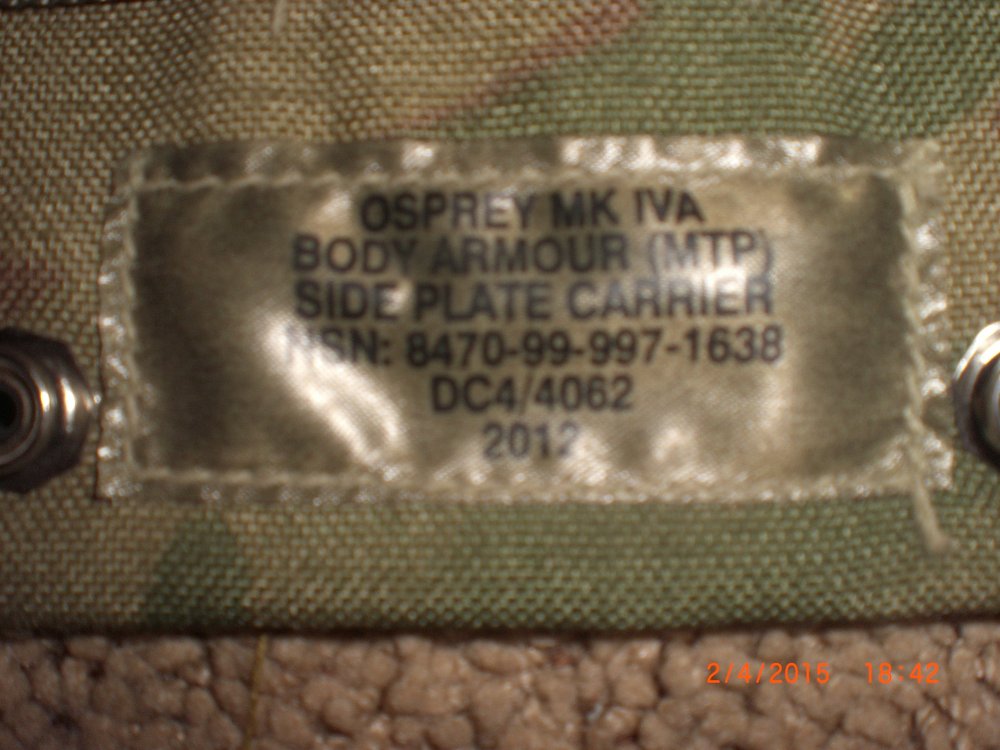 OSPREY MK IVA
BODY ARMOUR (MTP)
SIDE PLATE CARRIER
NSN: 8470-99-997-1638
DC4/4062
2012
2/4/2015 18:42